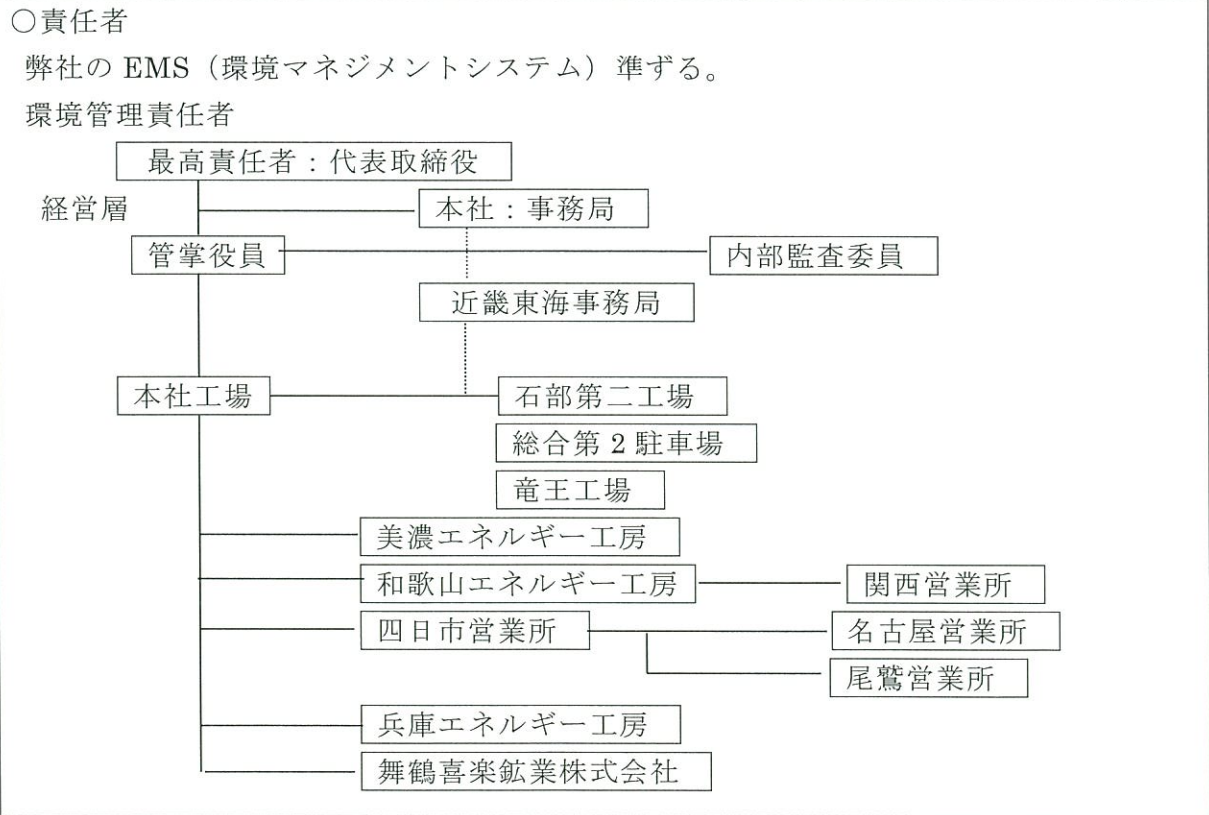 ○責任者
弊社の EMS（環境マネジメントシステム）準ずる。
環境管理責任者
最高責任者：代表取締役
経営層
本社：事務局
管掌役員
内部監査委員
近畿東海事務局
本社工場
石部第二工場
総合第 2 駐車場
竜王工場
美濃エネルギー工房
和歌山エネルギー工房
関西営業所
四日市営業所
名古屋営業所
尾鷲営業所
兵庫エネルギー工房
舞鶴喜楽鉱業株式会社